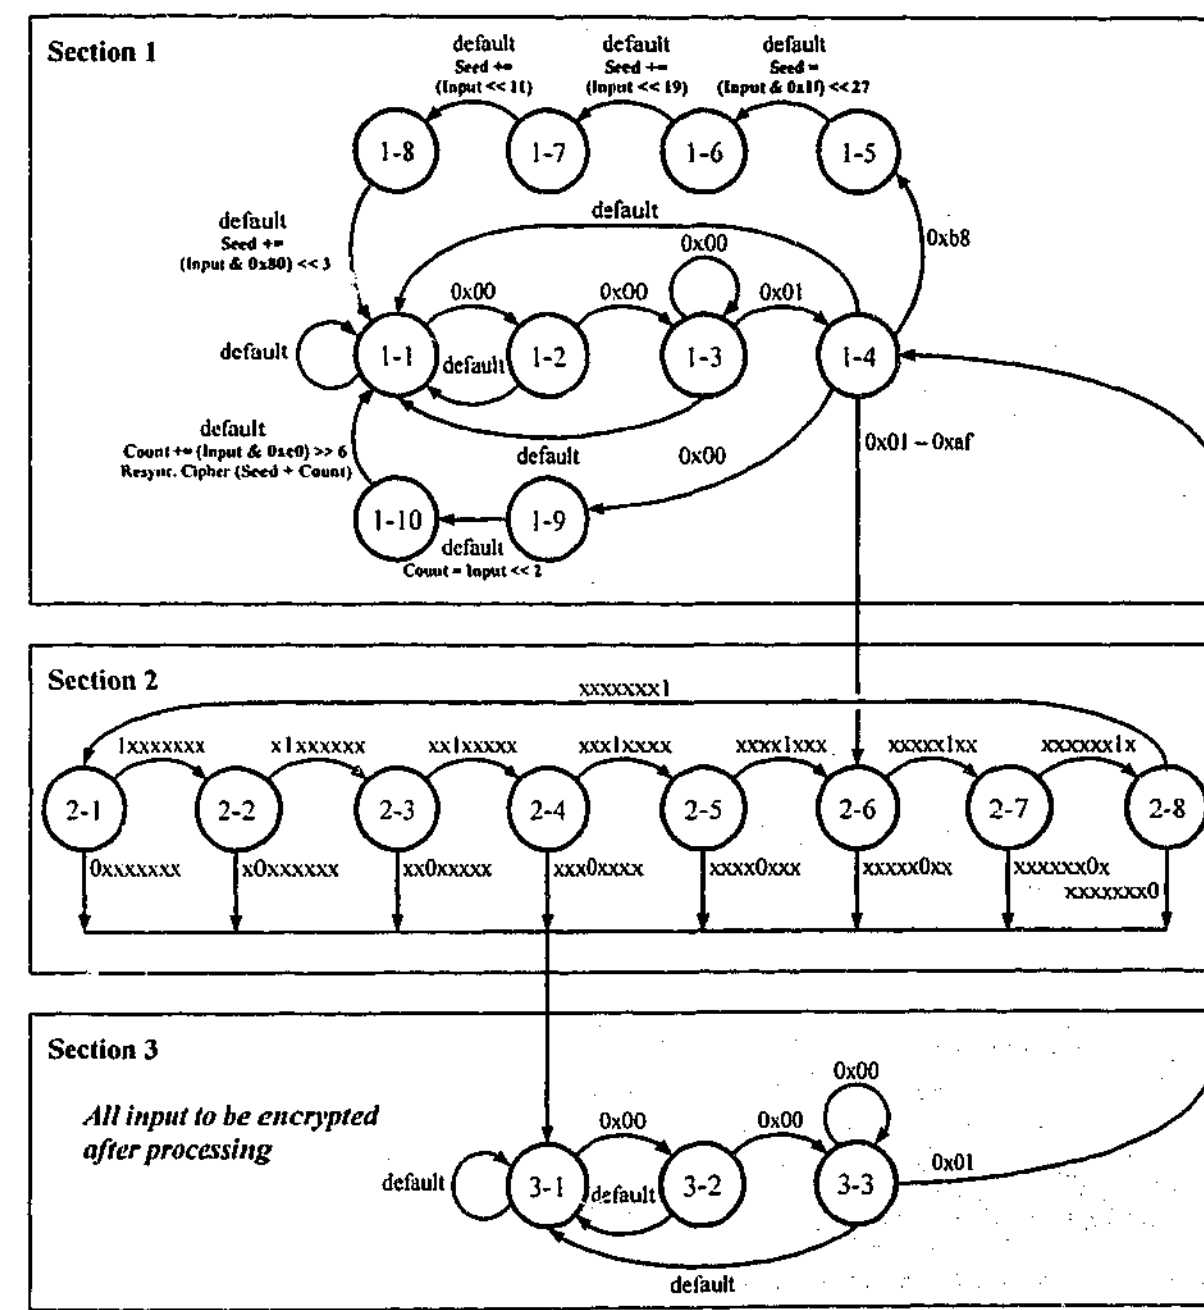 Section 1
default
Seed +=
(Input << 11)
default
Seed +=
(Input << 19)
default
Seed =
(Input & 0x1f) << 27
1-8
1-7
1-6
1-5
default
Seed +=
(Input & 0x80) << 3
default
0xb8
0x00
0x00
0x00
0x01
default
1-1
default
1-2
1-3
1-4
default
Count += (Input & 0xc0) >> 6
Resync. Cipher (Seed + Count)
default
0x00
0x01 – 0xaf
1-10
1-9
default
Count = Input << 2
Section 2
xxxxxxx1
1xxxxxxx
x1xxxxxx
xx1xxxxx
xxx1xxxx
xxxx1xxx
xxxxx1xx
xxxxxx1x
2-1
2-2
2-3
2-4
2-5
2-6
2-7
2-8
0xxxxxxx
x0xxxxxx
xx0xxxxx
xxx0xxxx
xxxx0xxx
xxxxx0xx
xxxxxx0x
xxxxxxx0
Section 3
All input to be encrypted
after processing
0x00
0x00
0x00
0x01
default
3-1
default
3-2
3-3
default